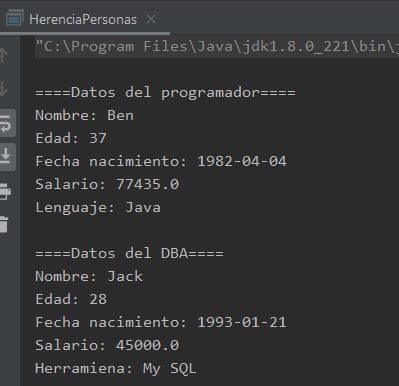 HerenciaPersonas
"C:\Program Files\Java\jdk1.8.0_221\bin\j
====Datos del programador====
Nombre: Ben
Edad: 37
Fecha nacimiento: 1982-04-04
Salario: 77435.0
Lenguaje: Java
====Datos del DBA====
Nombre: Jack
Edad: 28
Fecha nacimiento: 1993-01-21
Salario: 45000.0
Herramiena: My SQL